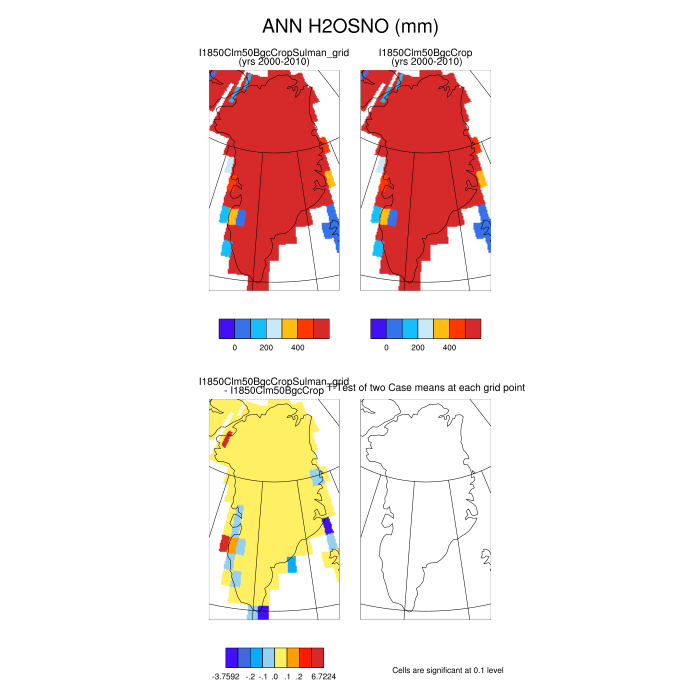 ANN H2OSNO (mm)
I1850Clm50BgcCropSulman_grid
(yrs 2000-2010)
I1850Clm50BgcCrop
(yrs 2000-2010)
0 200 400
0 200 400
I1850Clm50BgcCropSulman_grid
- I1850Clm50BgcCrop
T-Test of two Case means at each grid point
-3.7592 -.2 -.1 .0 .1 .2 6.7224
Cells are significant at 0.1 level